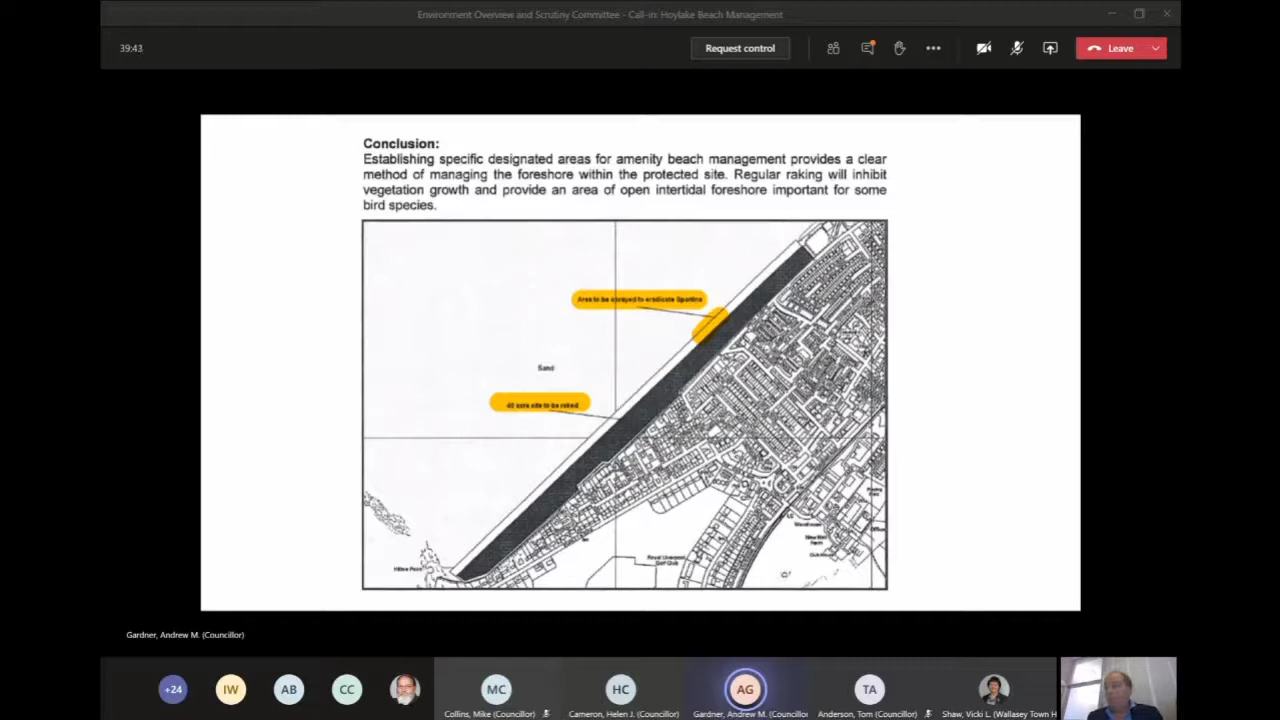 Environment Overview and Scrutiny Committee - Call-in: Hoylake Beach Management
39:43
Request control
Leave
Conclusion:
Establishing specific designated areas for amenity beach management provides a clear
method of managing the foreshore within the protected site. Regular raking will inhibit
vegetation growth and provide an area of open intertidal foreshore important for some
bird species.
Area to be sprayed to eradicate Spartina
Sand
40 acre site to be raked
Hilbre Point
Royal Liverpool
Golf Club
Gardner, Andrew M. (Councillor)
+24
IW
AB
CC
MC
HC
AG
TA
Collins, Mike (Councillor)
Cameron, Helen J. (Councillor)
Gardner, Andrew M. (Councillor
Anderson, Tom (Councillor)
Shaw, Vicki L. (Wallasey Town H